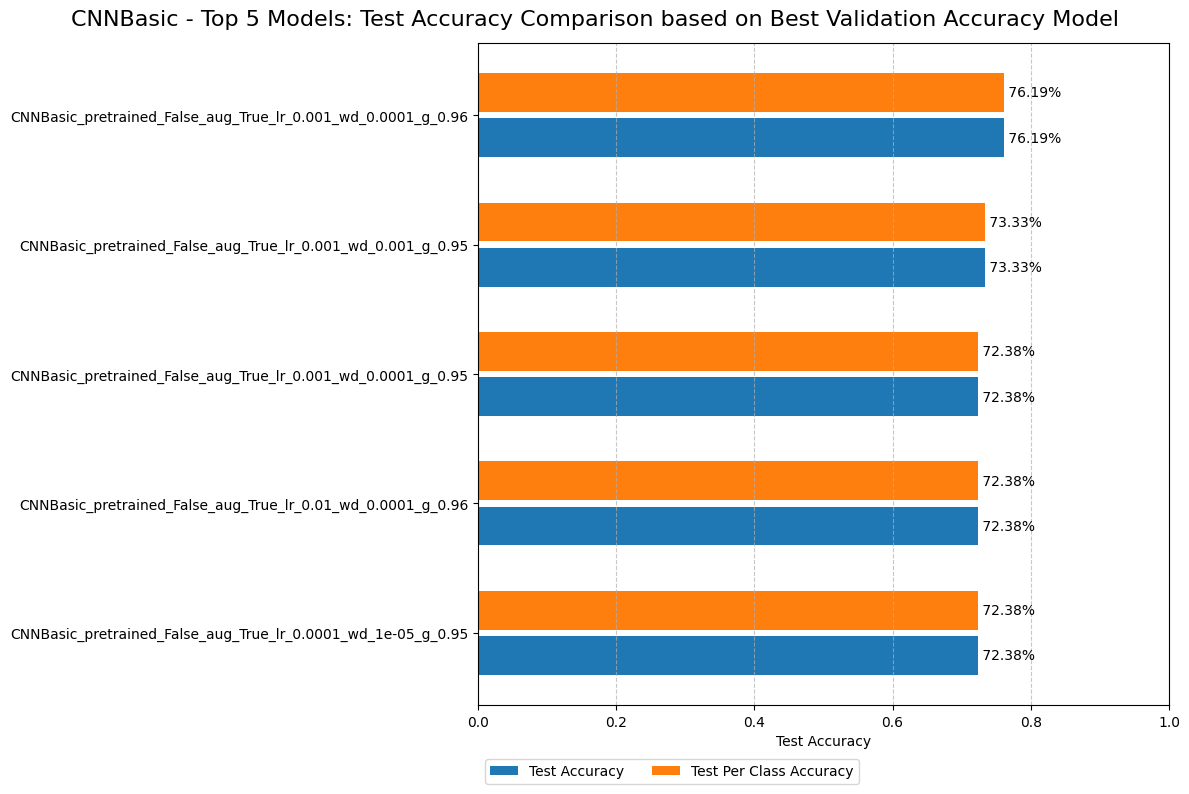 CNNBasic - Top 5 Models: Test Accuracy Comparison based on Best Validation Accuracy Model
CNNBasic_pretrained_False_aug_True_lr_0.001_wd_0.0001_g_0.96
76.19%
76.19%
CNNBasic_pretrained_False_aug_True_lr_0.001_wd_0.001_g_0.95
73.33%
73.33%
CNNBasic_pretrained_False_aug_True_lr_0.001_wd_0.0001_g_0.95
72.38%
72.38%
CNNBasic_pretrained_False_aug_True_lr_0.01_wd_0.0001_g_0.96
72.38%
72.38%
CNNBasic_pretrained_False_aug_True_lr_0.0001_wd_1e-05_g_0.95
72.38%
72.38%
0.0 0.2 0.4 0.6 0.8 1.0
Test Accuracy
Test Accuracy Test Per Class Accuracy